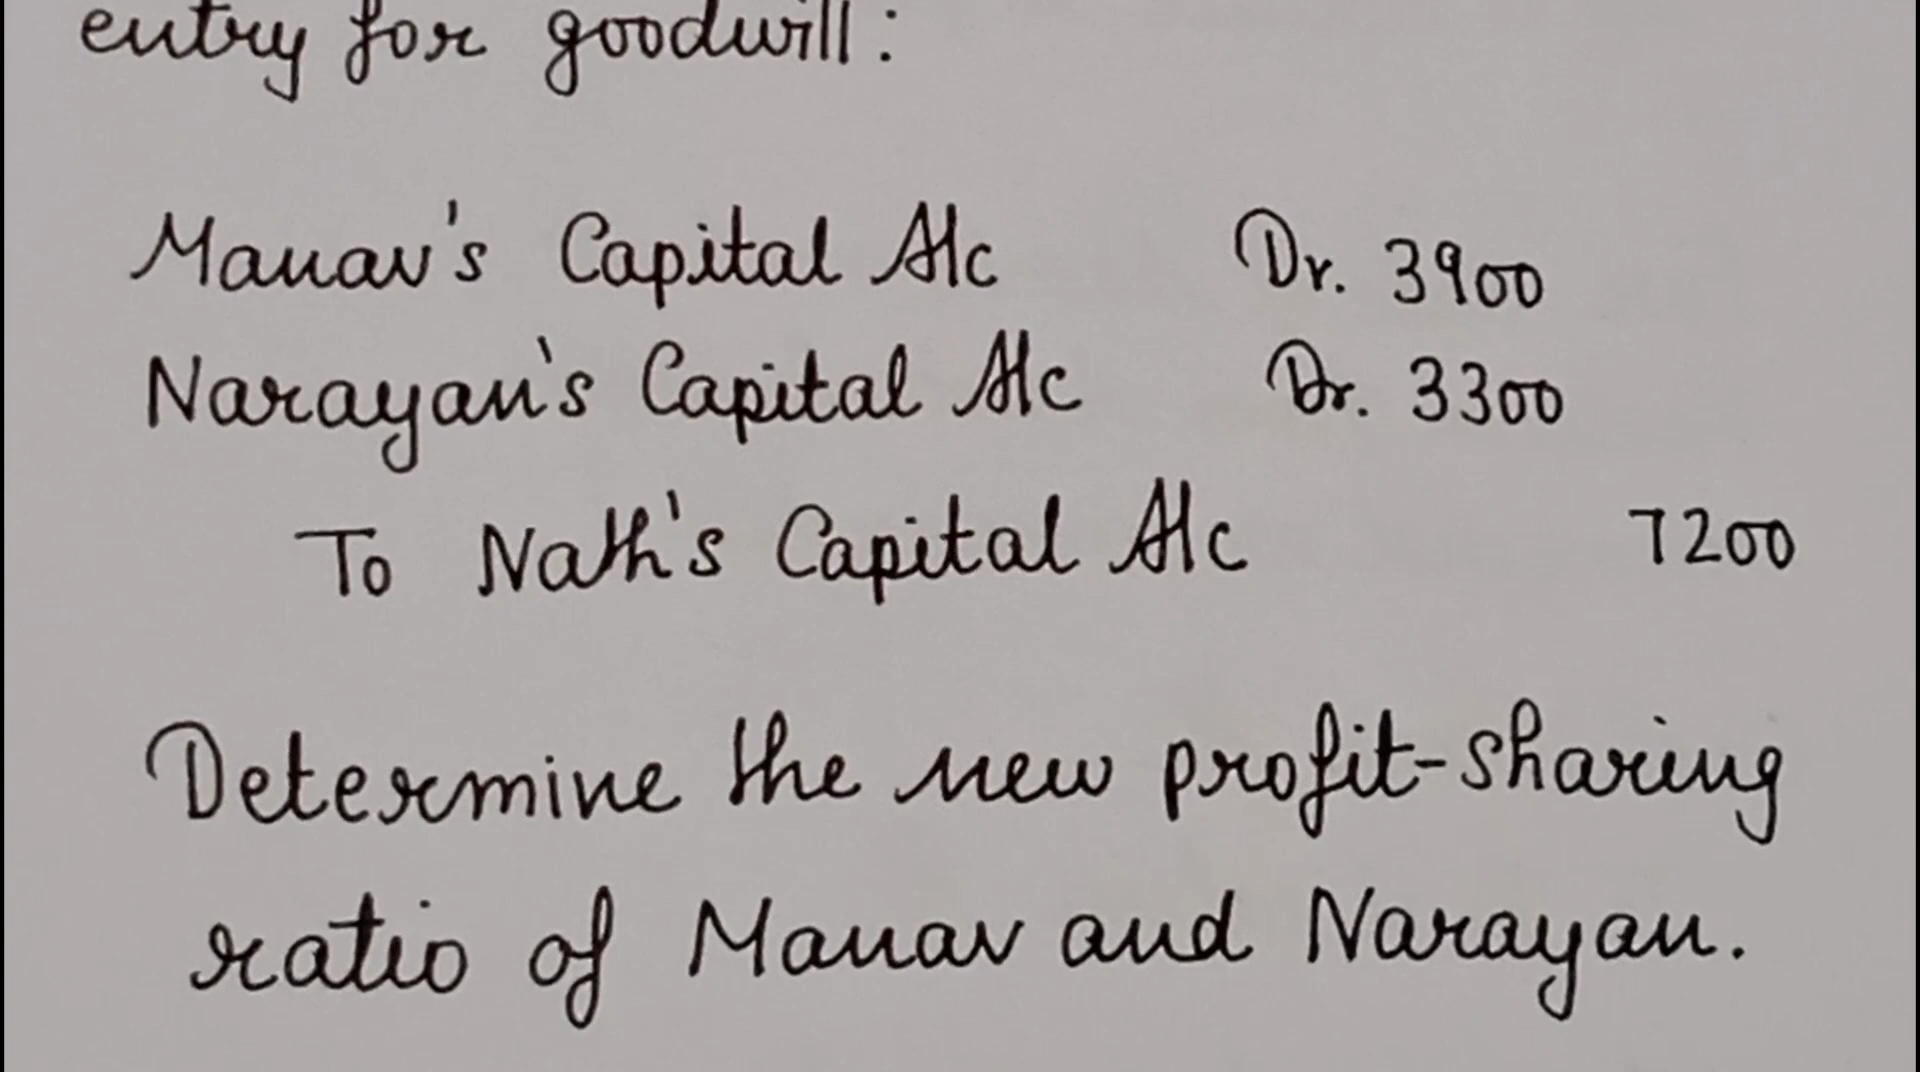 entry for goodwill:
Manav's Capital A/c Dr. 3900
Narayan's Capital A/c Dr. 3300
To Nath's Capital A/c 7200
Determine the new profit-sharing
ratio of Manav and Narayan.